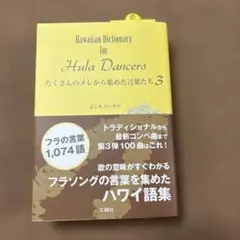 Hawaiian Dictionary
for
Hula Dancers
たくさんのメレから集めた言葉たち3
よしみ だいすけ
フラの言葉
1,074語
トラディショナルから
最新コンペ曲まで
第3弾 100曲はこれ!
歌の意味がすぐわかる
フラソングの言葉を集めた
ハワイ語集
文踊社